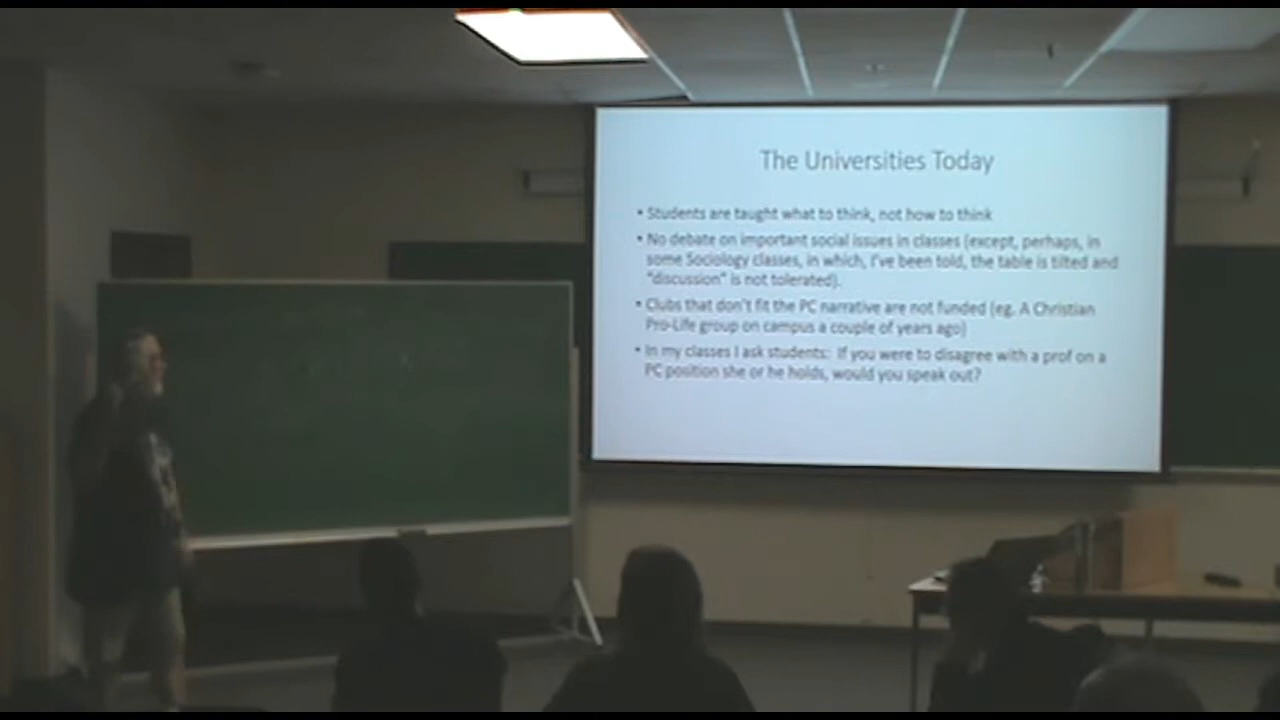 The Universities Today
• Students are taught what to think, not how to think
• No debate on important social issues in classes (except, perhaps, in
some Sociology classes, in which, I've been told, the table is tilted and
"discussion" is not tolerated).
• Clubs that don't fit the PC narrative are not funded (eg. A Christian
Pro-Life group on campus a couple of years ago)
• In my classes I ask students: If you were to disagree with a prof on a
PC position she or he holds, would you speak out?